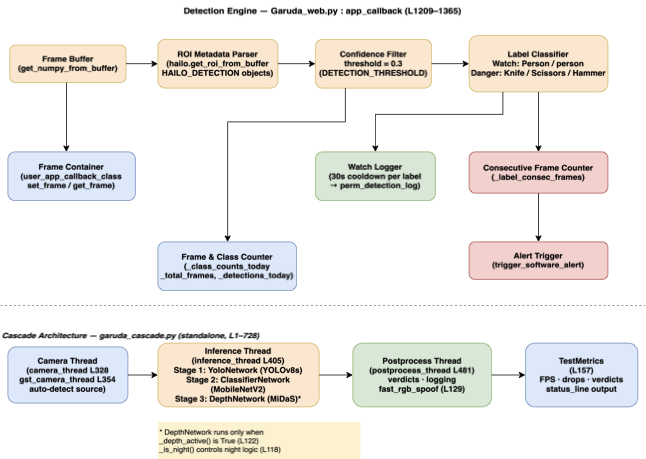 Detection Engine — Garuda_web.py : app_callback (L1209–1365)
Frame Buffer
(get_numpy_from_buffer)
ROI Metadata Parser
(hailo.get_roi_from_buffer
HAILO_DETECTION objects)
Confidence Filter
threshold = 0.3
(DETECTION_THRESHOLD)
Label Classifier
Watch: Person / person
Danger: Knife / Scissors / Hammer
Frame Container
(user_app_callback_class
set_frame / get_frame)
Watch Logger
(30s cooldown per label
→ perm_detection_log)
Consecutive Frame Counter
(_label_consec_frames)
Frame & Class Counter
(_class_counts_today
_total_frames, _detections_today)
Alert Trigger
(trigger_software_alert)
Cascade Architecture — garuda_cascade.py (standalone, L1–728)
Camera Thread
(camera_thread L328
gst_camera_thread L354
auto-detect source)
Inference Thread
(inference_thread L405)
Stage 1: YoloNetwork (YOLOv8s)
Stage 2: ClassifierNetwork
(MobileNetV2)
Stage 3: DepthNetwork (MiDaS)*
Postprocess Thread
(postprocess_thread L481)
verdicts · logging
fast_rgb_spoof (L129)
TestMetrics
(L157)
FPS · drops · verdicts
status_line output
* DepthNetwork runs only when
_depth_active() is True (L122)
_is_night() controls night logic (L118)